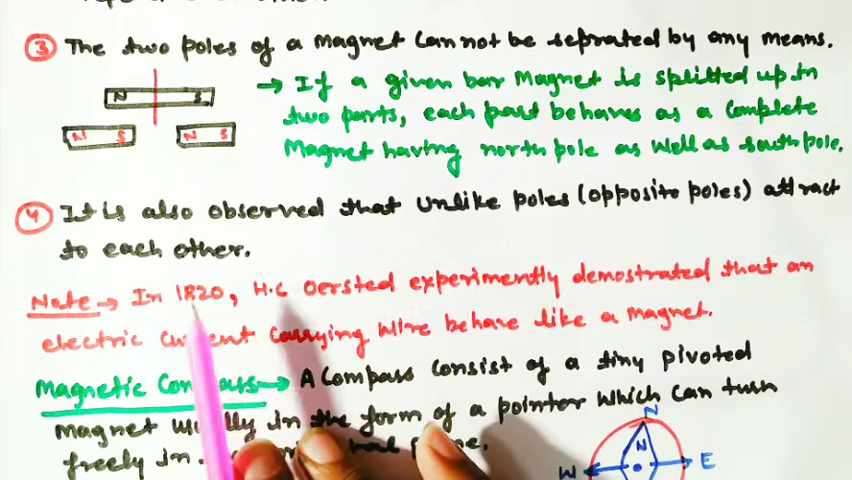 ③ The two poles of a magnet can not be seprated by any means.
N S
N S N S
→ If a given bar Magnet is splitted up in
two parts, each part behaves as a complete
Magnet having north pole as well as south pole.
④ It is also observed that unlike poles (opposite poles) attract
to each other.
Note → In 1820, H.C Oersted experimently demostrated that an
electric current carrying wire behave like a magnet.
Magnetic Compass → A Compass consist of a tiny pivoted
magnet usually in the form of a pointer which can turn
freely in
N
N
W E